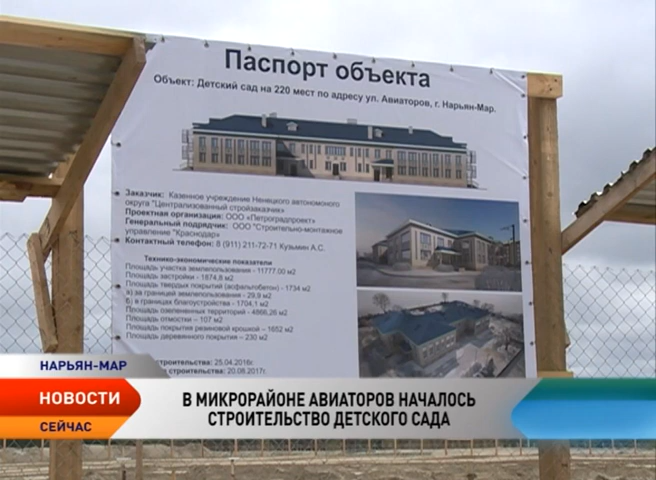 Паспорт объекта
Объект: Детский сад на 220 мест по адресу ул. Авиаторов, г. Нарьян-Мар.
Заказчик: Казенное учреждение Ненецкого автономного
округа "Централизованный стройзаказчик"
Проектная организация: ООО «Петроградпроект»
Генеральный подрядчик: ООО "Строительно-монтажное
управление "Краснодар»
Контактный телефон: 8 (911) 211-72-71 Кузьмин А.С.
Технико-экономические показатели
Площадь участка землепользования - 11777.00 м2
Площадь застройки - 1874,8 м2
Площадь твердых покрытий (асфальтобетон) – 1734 м2
а) за границей землепользования - 29,9 м2
б) в границах благоустройства – 1704,1 м2
Площадь озелененных территорий - 4866,26 м2
Площадь отмостки – 107 м2
Площадь покрытия резиновой крошкой – 1652 м2
Площадь деревянного покрытия – 230 м2
строительства: 25.04.2016г.
строительства: 20.08.2017г.
НАРЬЯН-МАР
НОВОСТИ
СЕЙЧАС
В МИКРОРАЙОНЕ АВИАТОРОВ НАЧАЛОСЬ
СТРОИТЕЛЬСТВО ДЕТСКОГО САДА